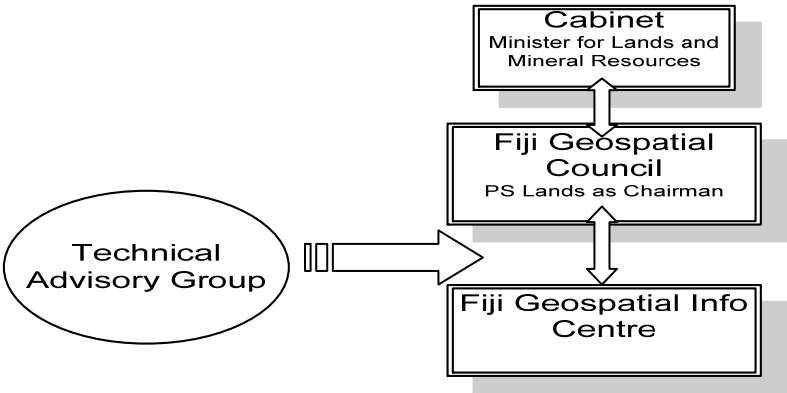 Cabinet
Minister for Lands and
Mineral Resources
Fiji Geospatial
Council
PS Lands as Chairman
Technical
Advisory Group
Fiji Geospatial Info
Centre